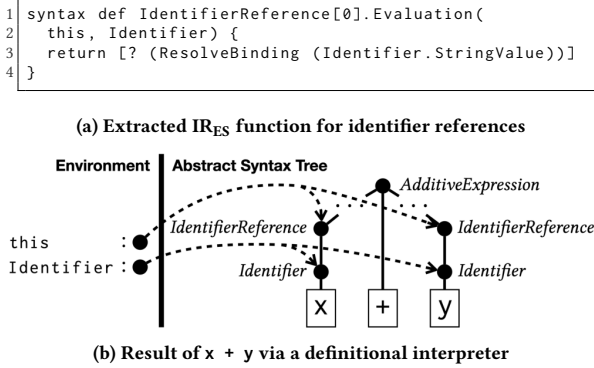 1 syntax def IdentifierReference[0].Evaluation(
2 this, Identifier) {
3 return [? (ResolveBinding (Identifier.StringValue))]
4 }
(a) Extracted IR_ES function for identifier references
Environment Abstract Syntax Tree
AdditiveExpression
IdentifierReference IdentifierReference
this :
Identifier : Identifier Identifier
x + y
(b) Result of x + y via a definitional interpreter